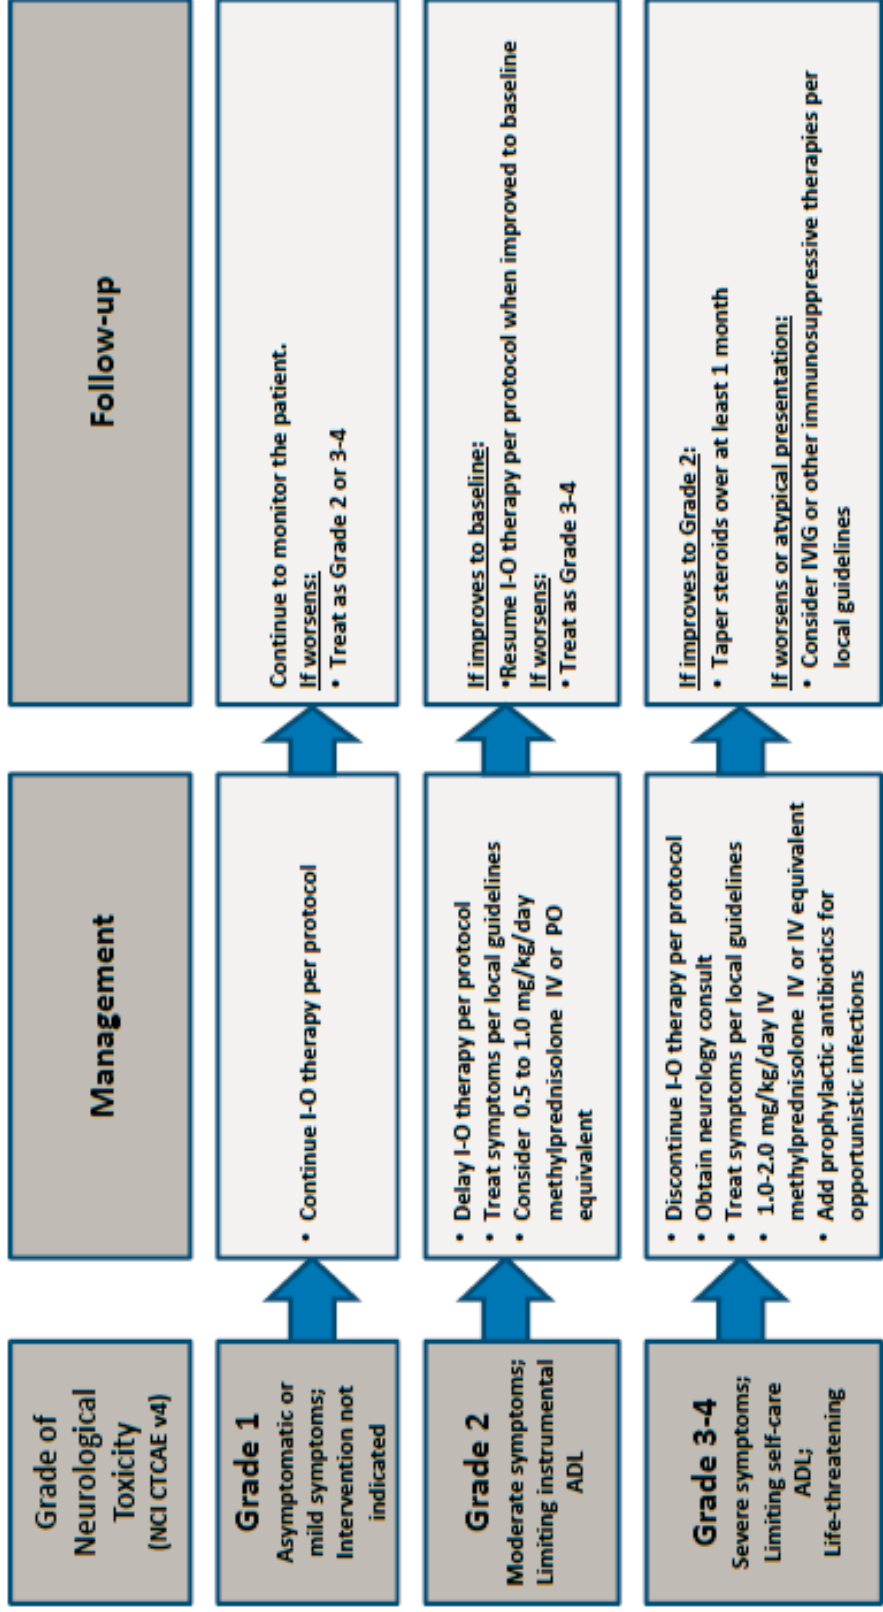 Grade of
Neurological
Toxicity
(NCI CTCAE v4)
Management
Follow-up
Grade 1
Asymptomatic or
mild symptoms;
Intervention not
indicated
• Continue I-O therapy per protocol
Continue to monitor the patient.
If worsens:
• Treat as Grade 2 or 3-4
Grade 2
Moderate symptoms;
Limiting instrumental
ADL
• Delay I-O therapy per protocol
• Treat symptoms per local guidelines
• Consider 0.5 to 1.0 mg/kg/day
methylprednisolone IV or PO
equivalent
If improves to baseline:
•Resume I-O therapy per protocol when improved to baseline
If worsens:
• Treat as Grade 3-4
Grade 3-4
Severe symptoms;
Limiting self-care
ADL;
Life-threatening
• Discontinue I-O therapy per protocol
• Obtain neurology consult
• Treat symptoms per local guidelines
• 1.0-2.0 mg/kg/day IV
methylprednisolone IV or IV equivalent
• Add prophylactic antibiotics for
opportunistic infections
If improves to Grade 2:
• Taper steroids over at least 1 month
If worsens or atypical presentation:
• Consider IVIG or other immunosuppressive therapies per
local guidelines